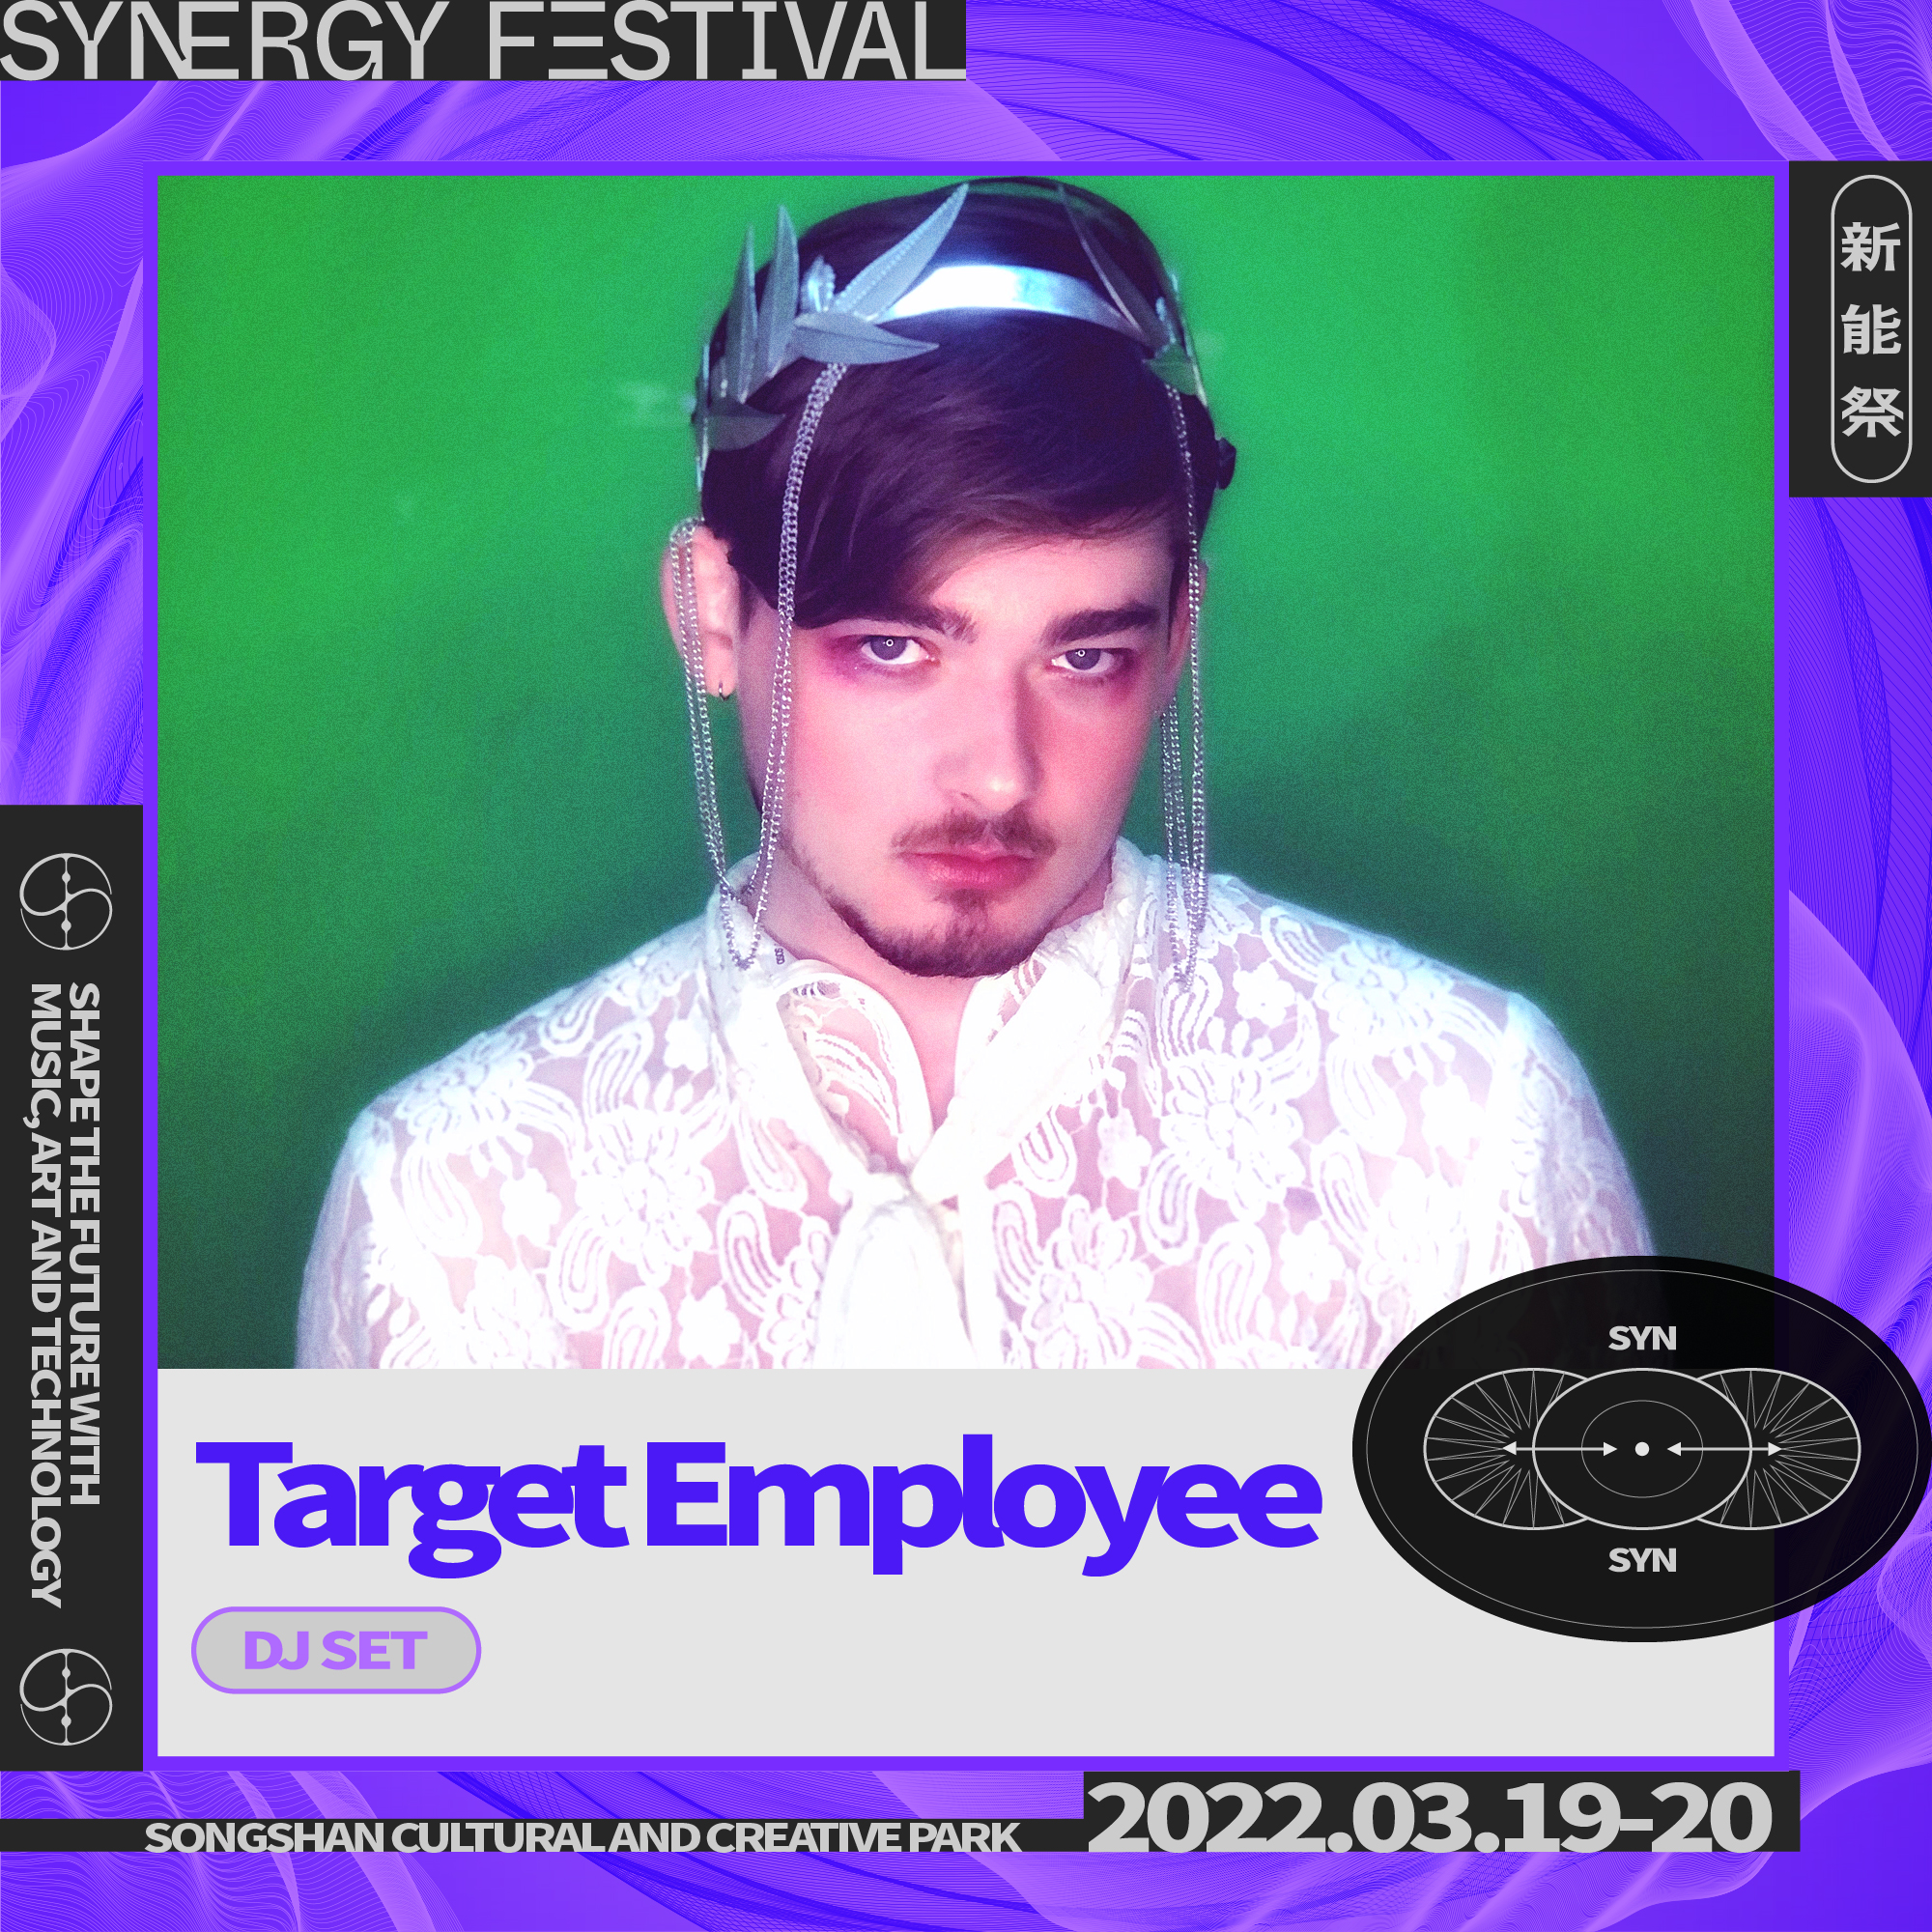 SYNERGY FESTIVAL
新能祭
SHAPE THE FUTURE WITH
MUSIC,ART AND TECHNOLOGY
SYN
SYN
Target Employee
DJ SET
SONGSHAN CULTURAL AND CREATIVE PARK
2022.03.19-20